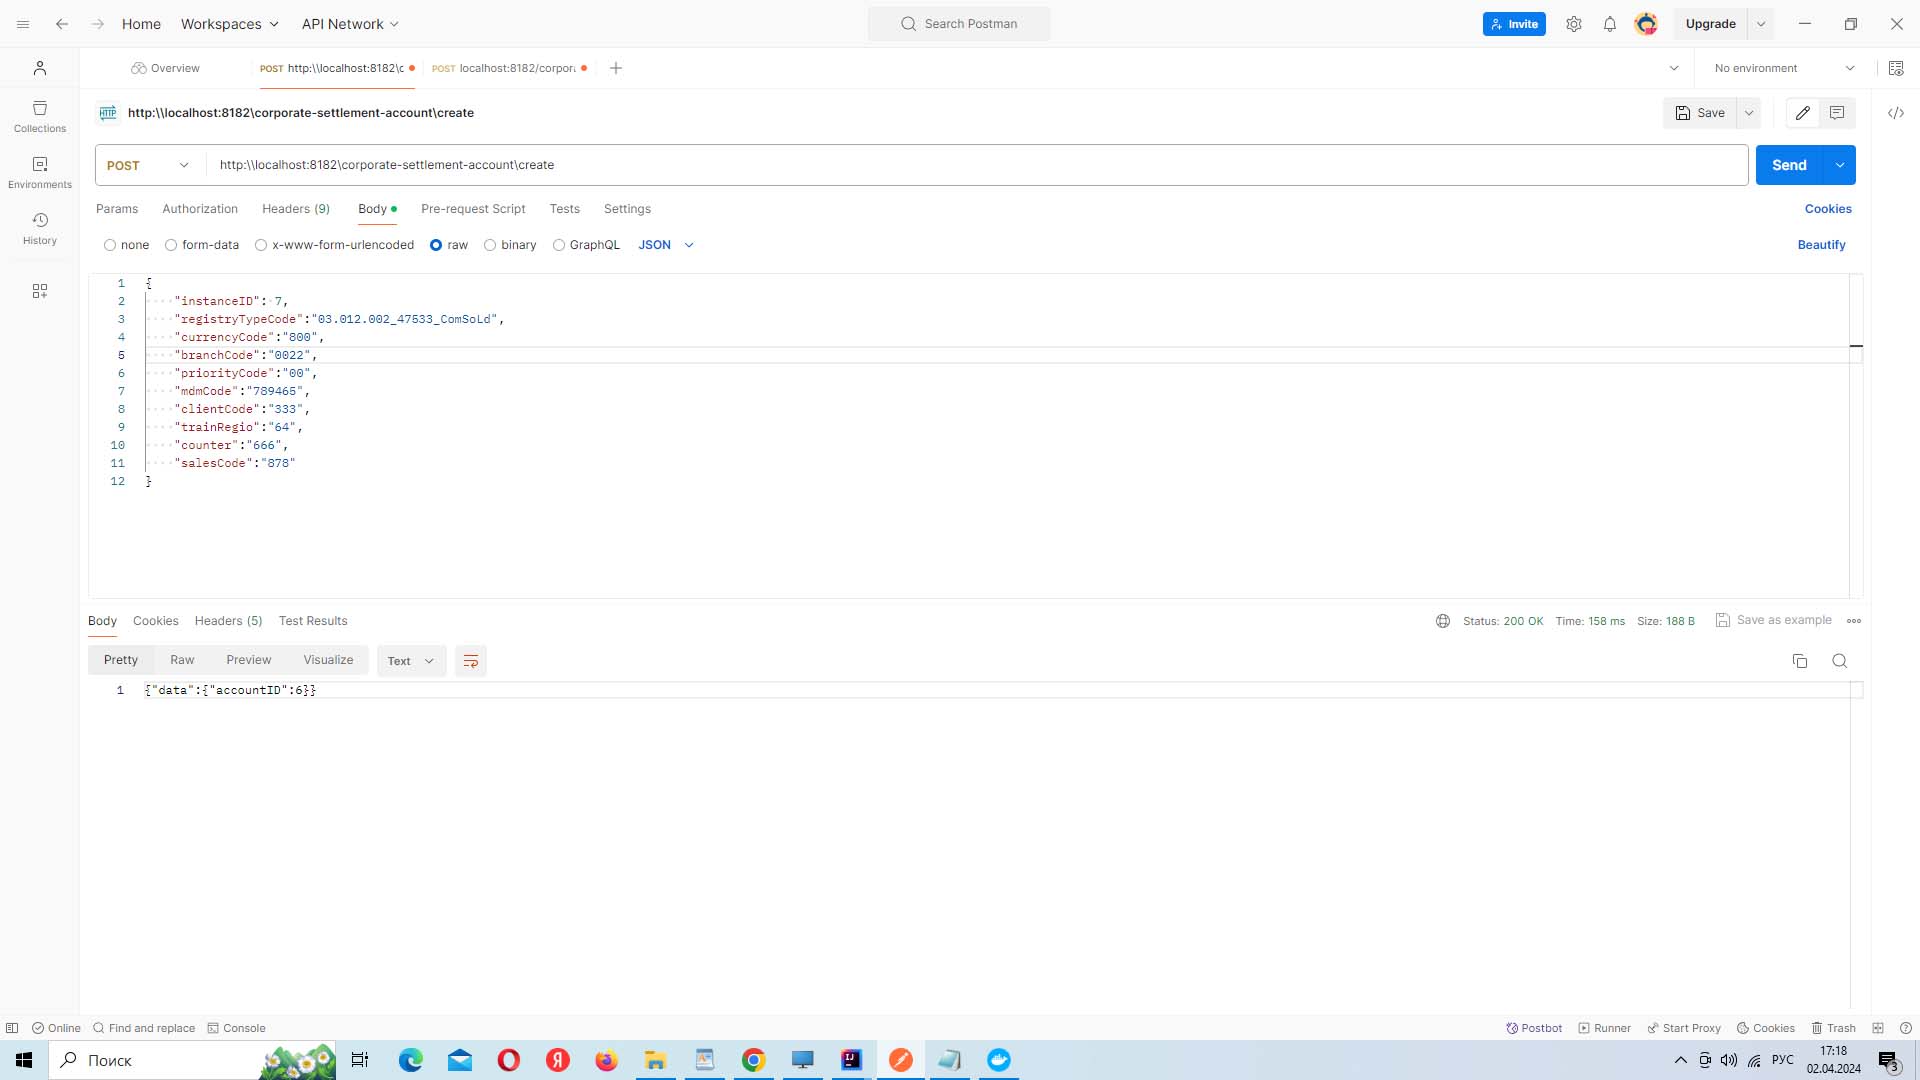 Home Workspaces API Network Search Postman Invite Upgrade
Overview POST http:\\localhost:8182\c POST localhost:8182/corpor No environment
HTTP http:\\localhost:8182\corporate-settlement-account\create Save
POST http:\\localhost:8182\corporate-settlement-account\create Send
Params Authorization Headers (9) Body Pre-request Script Tests Settings Cookies
none form-data x-www-form-urlencoded raw binary GraphQL JSON Beautify
Collections
Environments
History
1 {
2 "instanceID": 7,
3 "registryTypeCode":"03.012.002_47533_ComSoLd",
4 "currencyCode":"800",
5 "branchCode":"0022",
6 "priorityCode":"00",
7 "mdmCode":"789465",
8 "clientCode":"333",
9 "trainRegio":"64",
10 "counter":"666",
11 "salesCode":"878"
12 }
Body Cookies Headers (5) Test Results Status: 200 OK Time: 158 ms Size: 188 B Save as example
Pretty Raw Preview Visualize Text
1 {"data":{"accountID":6}}
Online Find and replace Console Postbot Runner Start Proxy Cookies Trash
Поиск РУС 17:18
02.04.2024 3